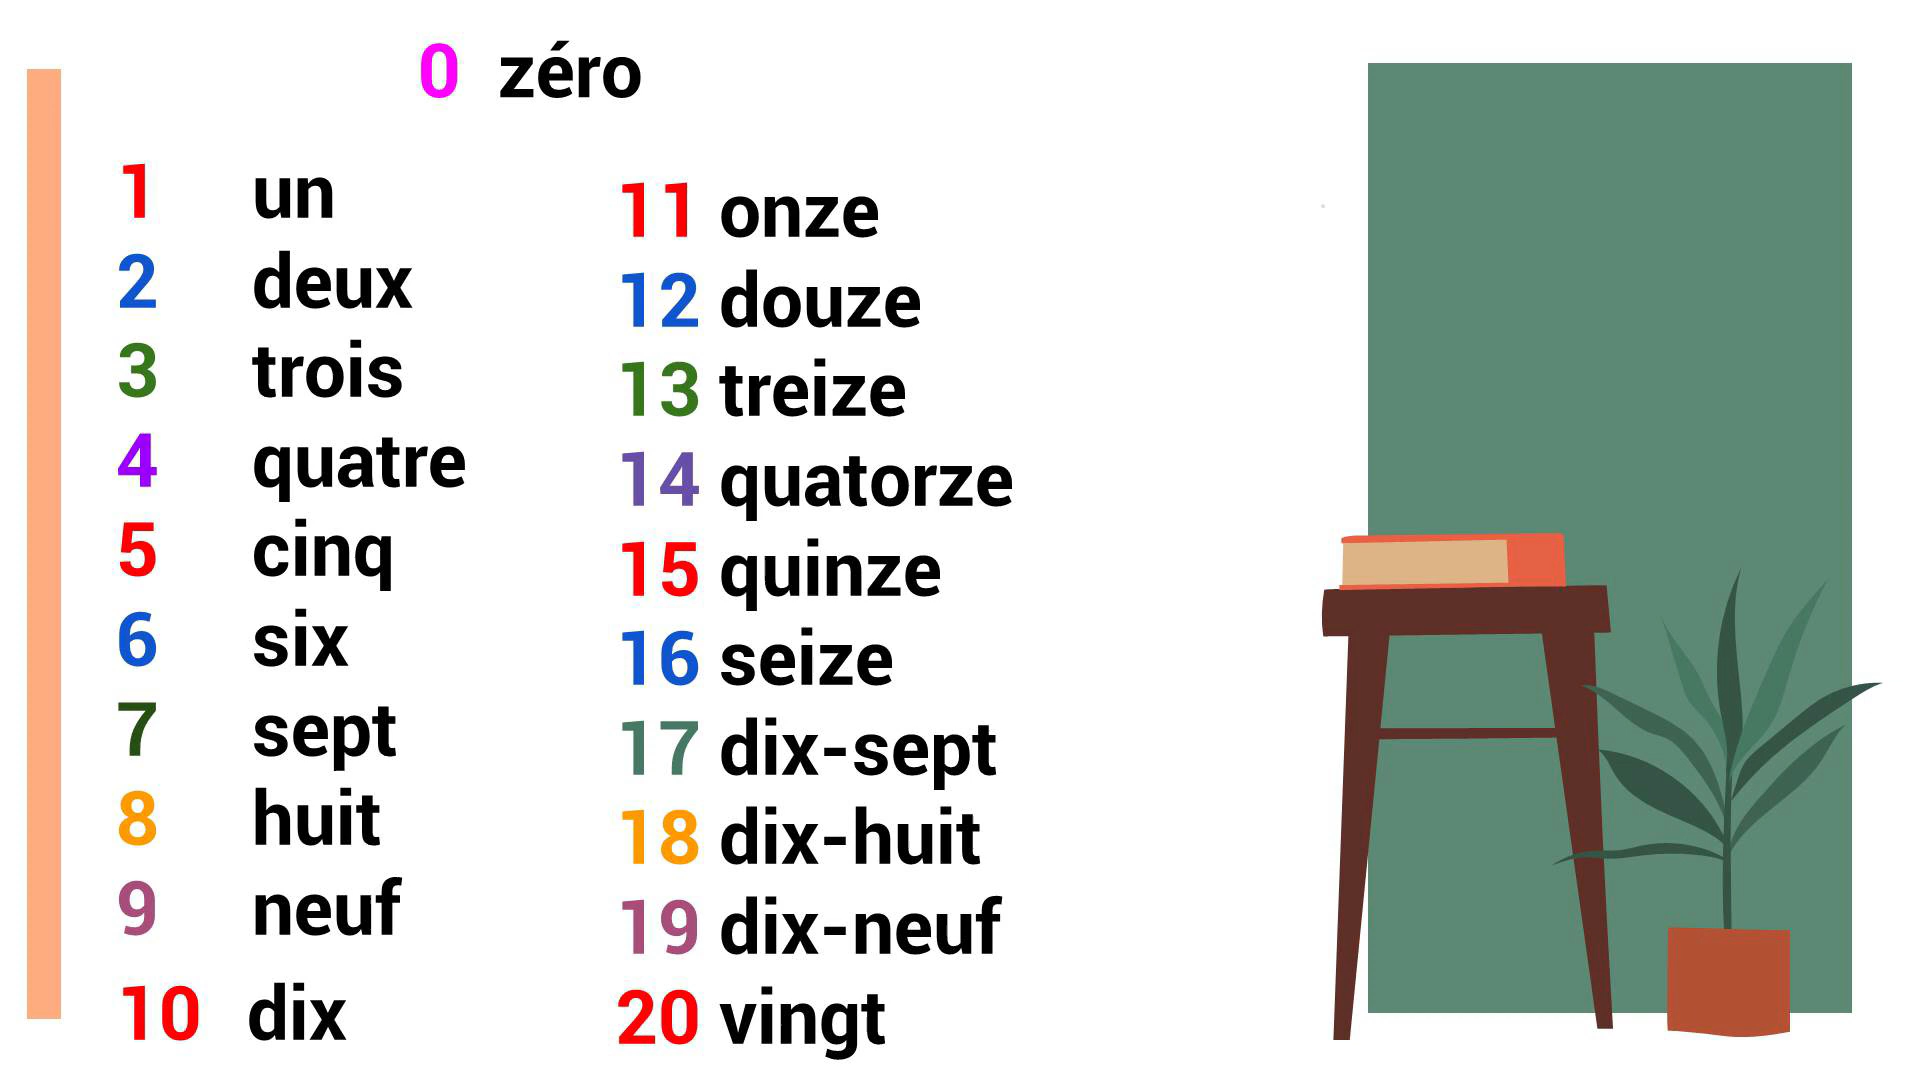 0 zéro
1 un
2 deux
3 trois
4 quatre
5 cinq
6 six
7 sept
8 huit
9 neuf
10 dix
11 onze
12 douze
13 treize
14 quatorze
15 quinze
16 seize
17 dix-sept
18 dix-huit
19 dix-neuf
20 vingt